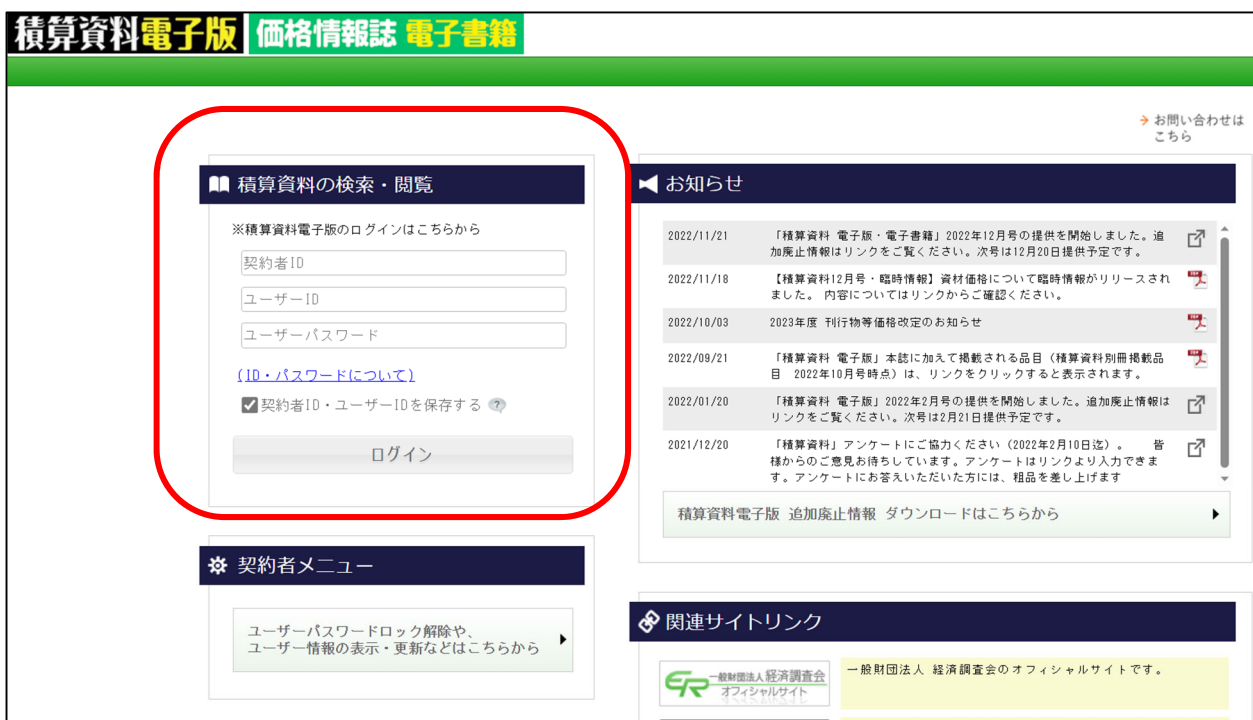 積算資料電子版 価格情報誌 電子書籍
お問い合わせは
こちら
積算資料の検索・閲覧
※積算資料電子版のログインはこちらから
契約者ID
ユーザーID
ユーザーパスワード
(ID・パスワードについて)
契約者ID・ユーザーIDを保存する ?
ログイン
契約者メニュー
ユーザーパスワードロック解除や、
ユーザー情報の表示・更新などはこちらから
お知らせ
2022/11/21 「積算資料 電子版・電子書籍」2022年12月号の提供を開始しました。追
加廃止情報はリンクをご覧ください。次号は12月20日提供予定です。
2022/11/18 【積算資料12月号・臨時情報】資材価格について臨時情報がリリースされ
ました。 内容についてはリンクからご確認ください。
2022/10/03 2023年度 刊行物等価格改定のお知らせ
2022/09/21 「積算資料 電子版」本誌に加えて掲載される品目（積算資料別冊掲載品
目 2022年10月号時点）は、リンクをクリックすると表示されます。
2022/01/20 「積算資料 電子版」2022年2月号の提供を開始しました。追加廃止情報は
リンクをご覧ください。次号は2月21日提供予定です。
2021/12/20 「積算資料」アンケートにご協力ください（2022年2月10日迄）。 皆
様からのご意見お待ちしています。アンケートはリンクより入力できま
す。アンケートにお答えいただいた方には、粗品を差し上げます
積算資料電子版 追加廃止情報 ダウンロードはこちらから
関連サイトリンク
一般財団法人 経済調査会
オフィシャルサイト
一般財団法人 経済調査会のオフィシャルサイトです。